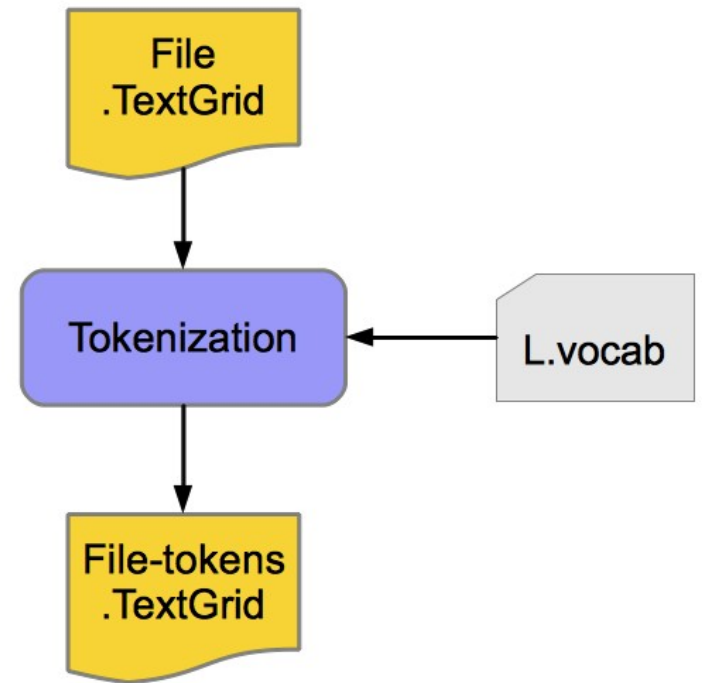 File
.TextGrid
Tokenization
L.vocab
File-tokens
.TextGrid